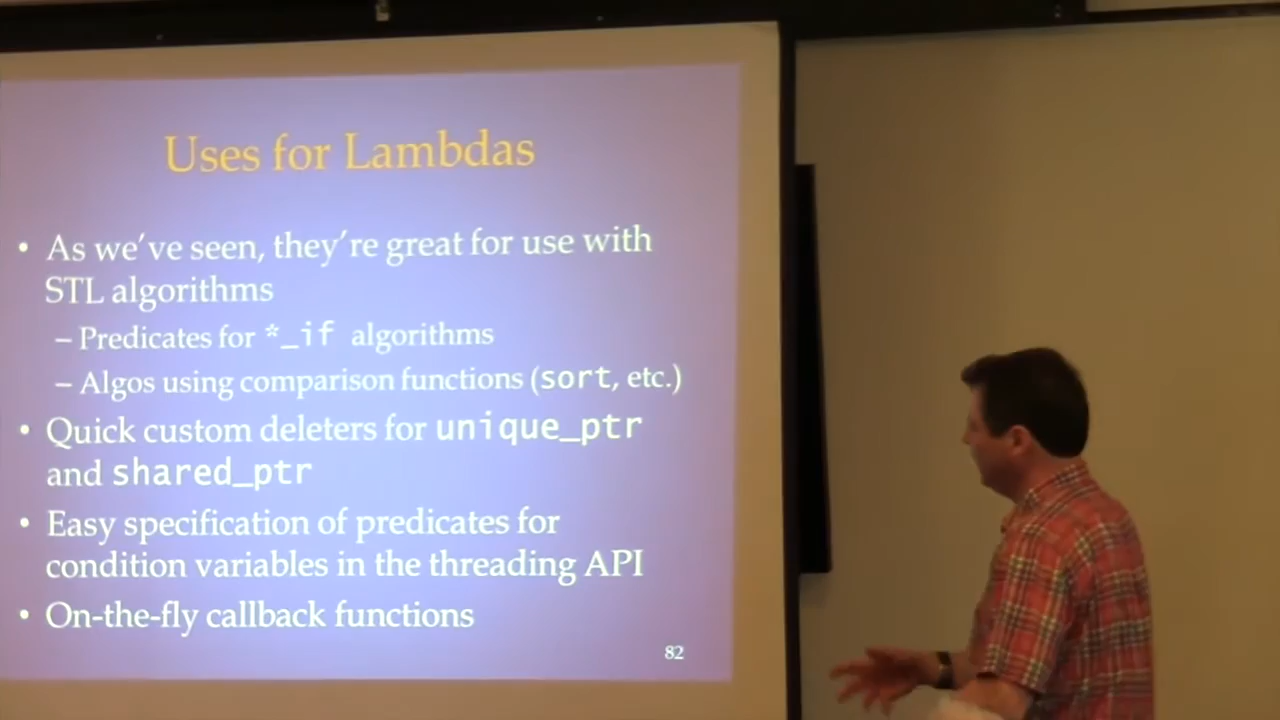 Uses for Lambdas
• As we've seen, they're great for use with
STL algorithms
– Predicates for *_if algorithms
– Algos using comparison functions (sort, etc.)
• Quick custom deleters for unique_ptr
and shared_ptr
• Easy specification of predicates for
condition variables in the threading API
• On-the-fly callback functions
82